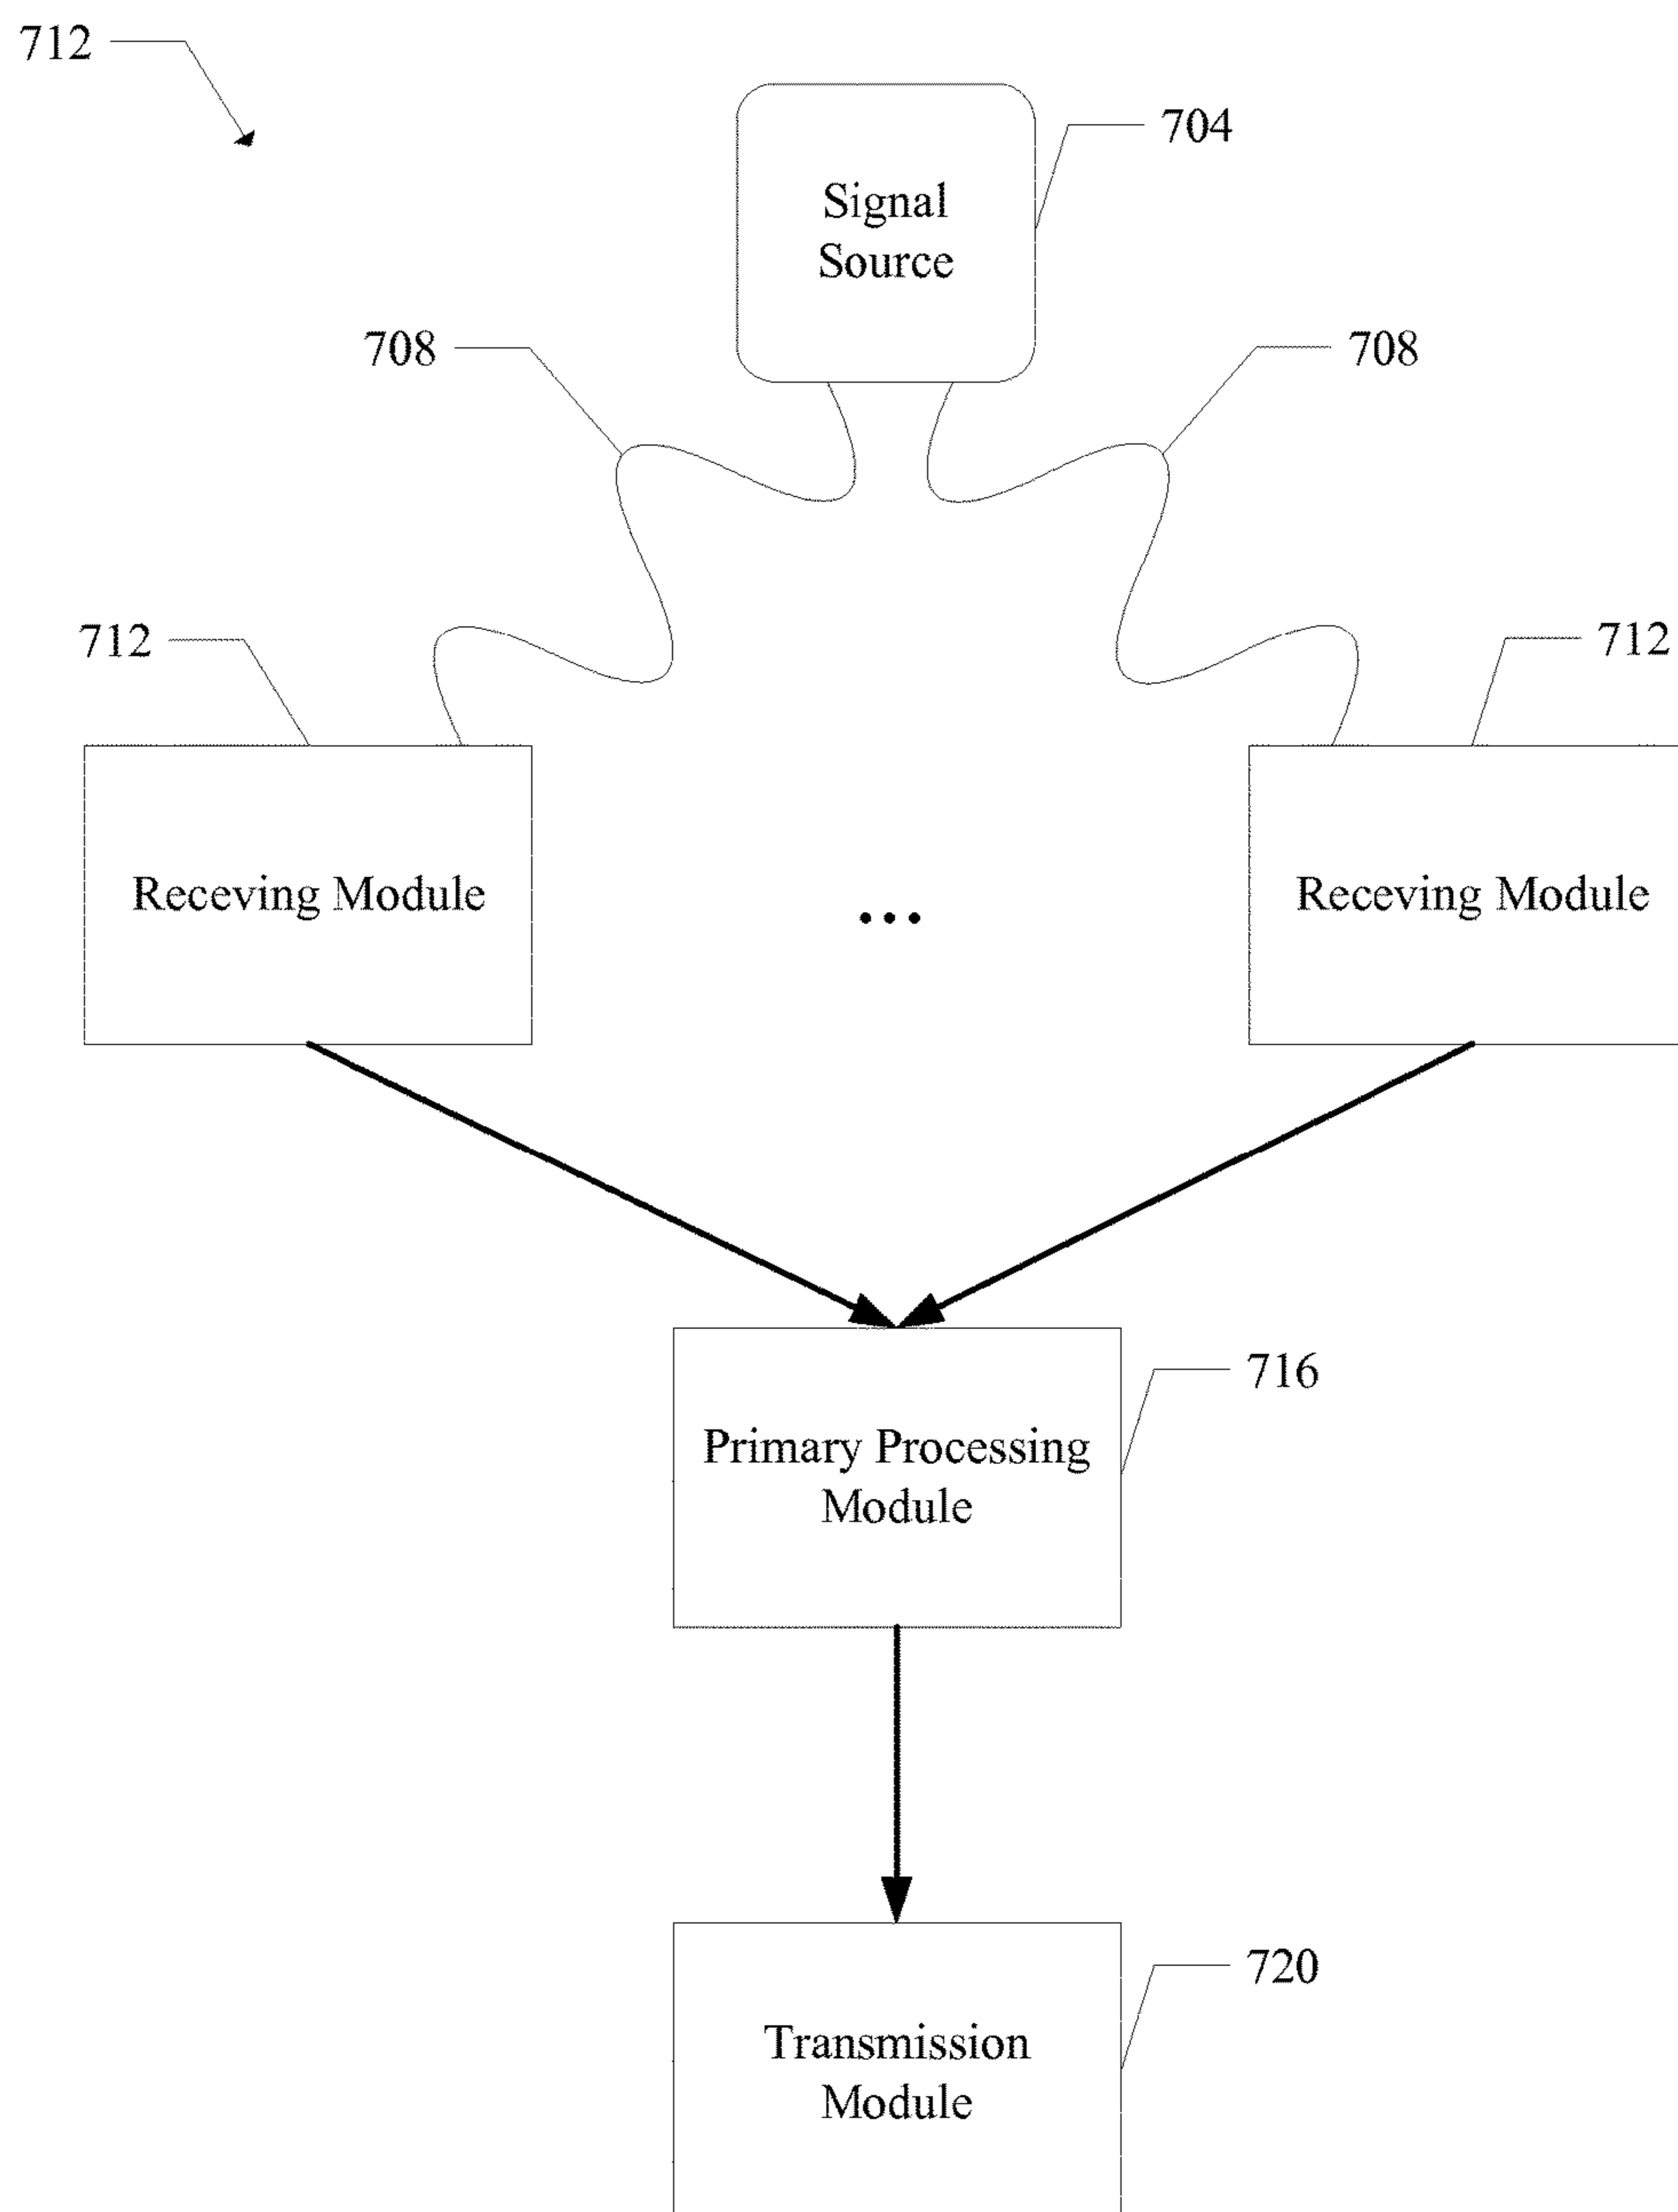 712
704
Signal
Source
708
708
712
712
Receving Module
...
Receving Module
716
Primary Processing
Module
720
Transmission
Module